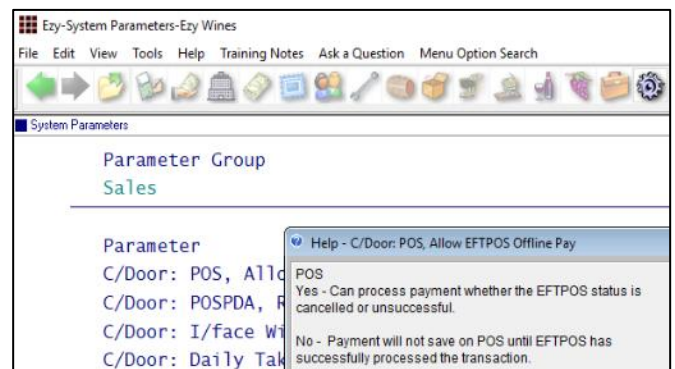 Ezy-System Parameters-Ezy Wines
File Edit View Tools Help Training Notes Ask a Question Menu Option Search
System Parameters
Parameter Group
Sales
Parameter
Help - C/Door: POS, Allow EFTPOS Offline Pay
C/Door: POS, Allo
POS
Yes - Can process payment whether the EFTPOS status is
C/Door: POSPDA, R
cancelled or unsuccessful.
C/Door: I/face Wi
No - Payment will not save on POS until EFTPOS has
C/Door: Daily Tak
successfully processed the transaction.